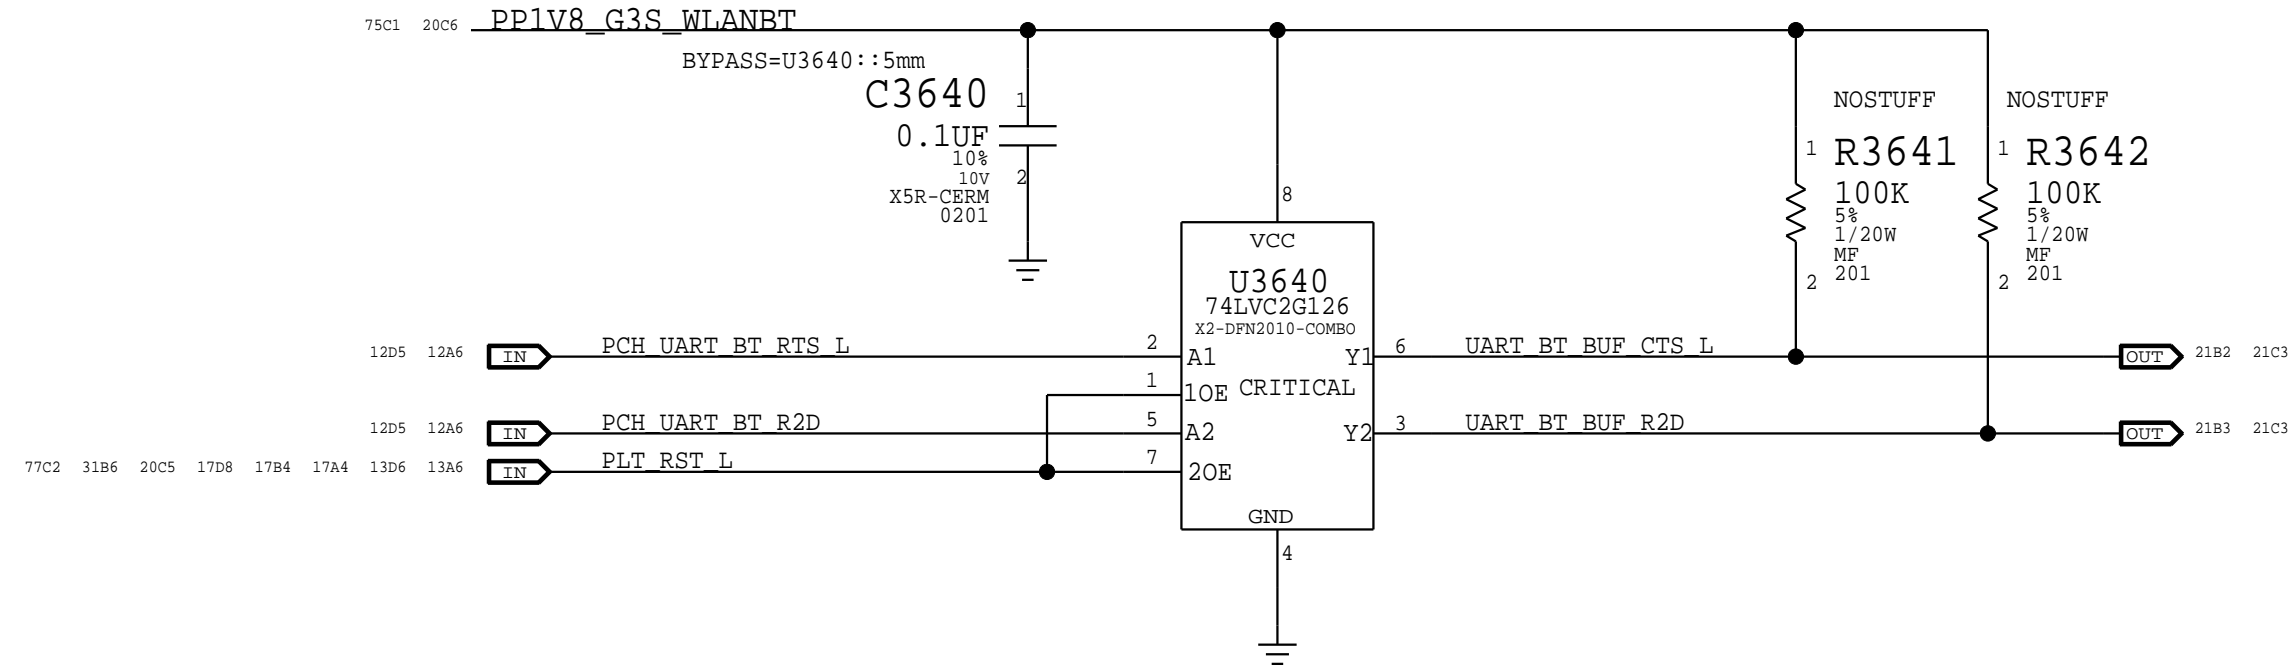 75C1 20C6 PP1V8_G3S_WLANBT
BYPASS=U3640::5mm
C3640
0.1UF
10%
10V
X5R-CERM
0201
1
2
NOSTUFF
R3641
100K
5%
1/20W
MF
201
1
2
NOSTUFF
R3642
100K
5%
1/20W
MF
201
1
2
8
VCC
U3640
74LVC2G126
X2-DFN2010-COMBO
12D5 12A6 IN PCH_UART_BT_RTS_L 2 A1 Y1 6 UART_BT_BUF_CTS_L OUT 21B2 21C3
1 1OE CRITICAL
12D5 12A6 IN PCH_UART_BT_R2D 5 A2 Y2 3 UART_BT_BUF_R2D OUT 21B3 21C3
77C2 31B6 20C5 17D8 17B4 17A4 13D6 13A6 IN PLT_RST_L 7 2OE
GND
4